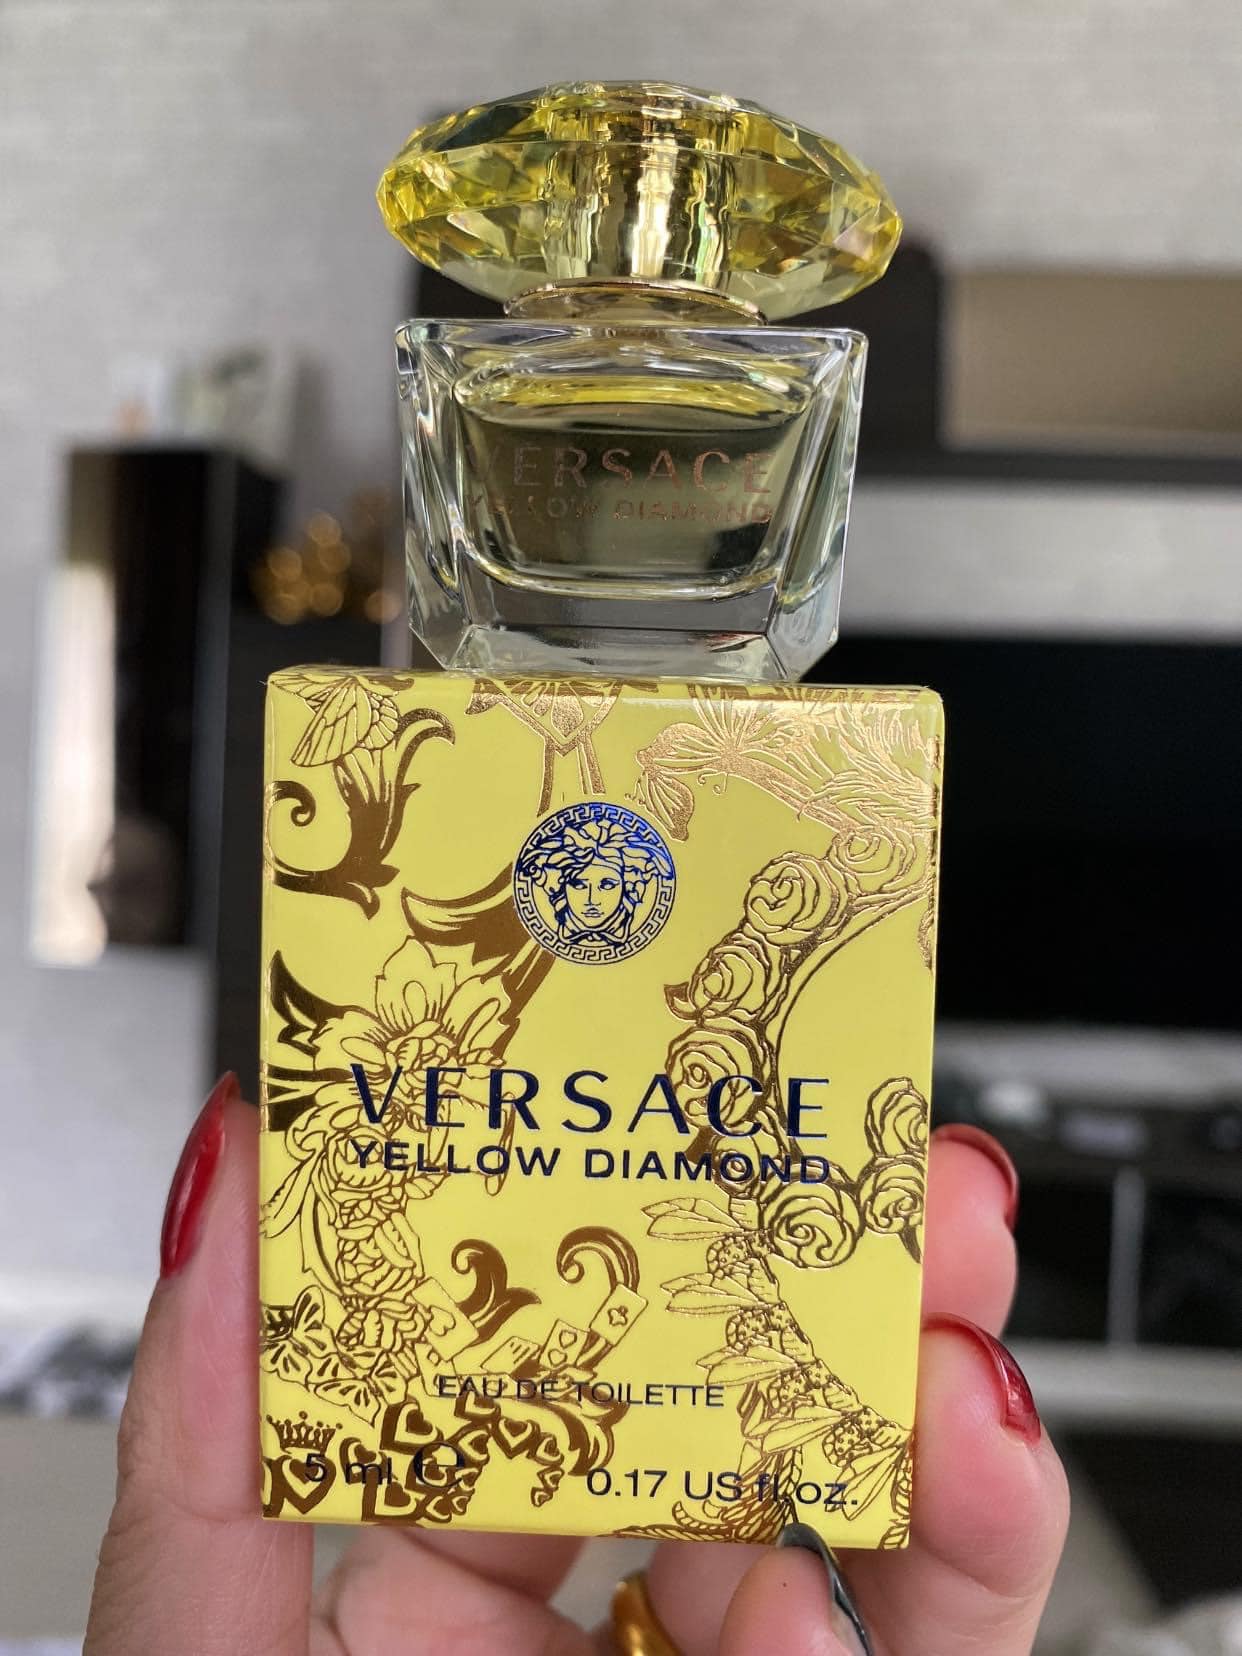 VERSACE
YELLOW DIAMOND
VERSACE
YELLOW DIAMOND
EAU DE TOILETTE
5 ml ℮ 0.17 US fl.oz.